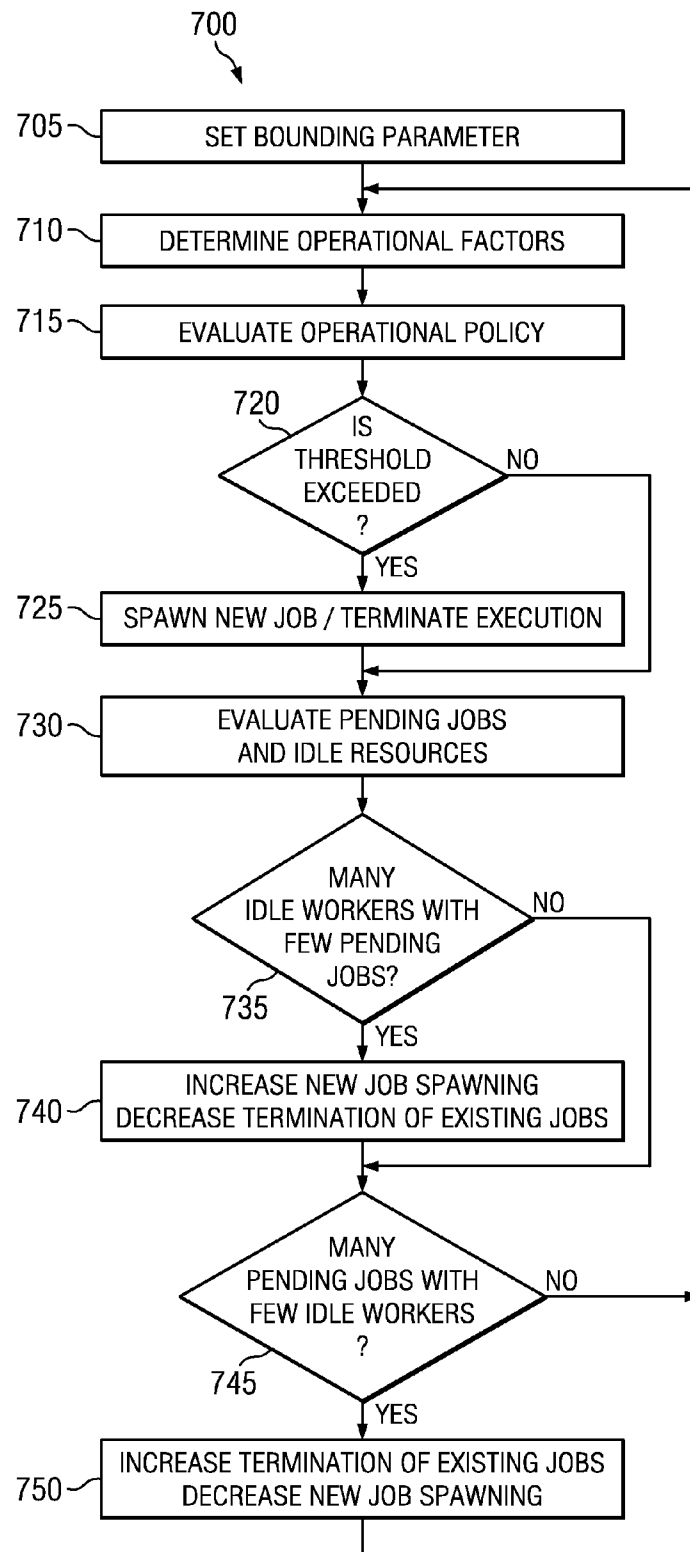 700
705
SET BOUNDING PARAMETER
710
DETERMINE OPERATIONAL FACTORS
715
EVALUATE OPERATIONAL POLICY
720
IS
THRESHOLD
EXCEEDED
?
NO
YES
725
SPAWN NEW JOB / TERMINATE EXECUTION
730
EVALUATE PENDING JOBS
AND IDLE RESOURCES
MANY
IDLE WORKERS WITH
FEW PENDING
JOBS?
NO
735
YES
740
INCREASE NEW JOB SPAWNING
DECREASE TERMINATION OF EXISTING JOBS
MANY
PENDING JOBS WITH
FEW IDLE WORKERS
?
NO
745
YES
750
INCREASE TERMINATION OF EXISTING JOBS
DECREASE NEW JOB SPAWNING